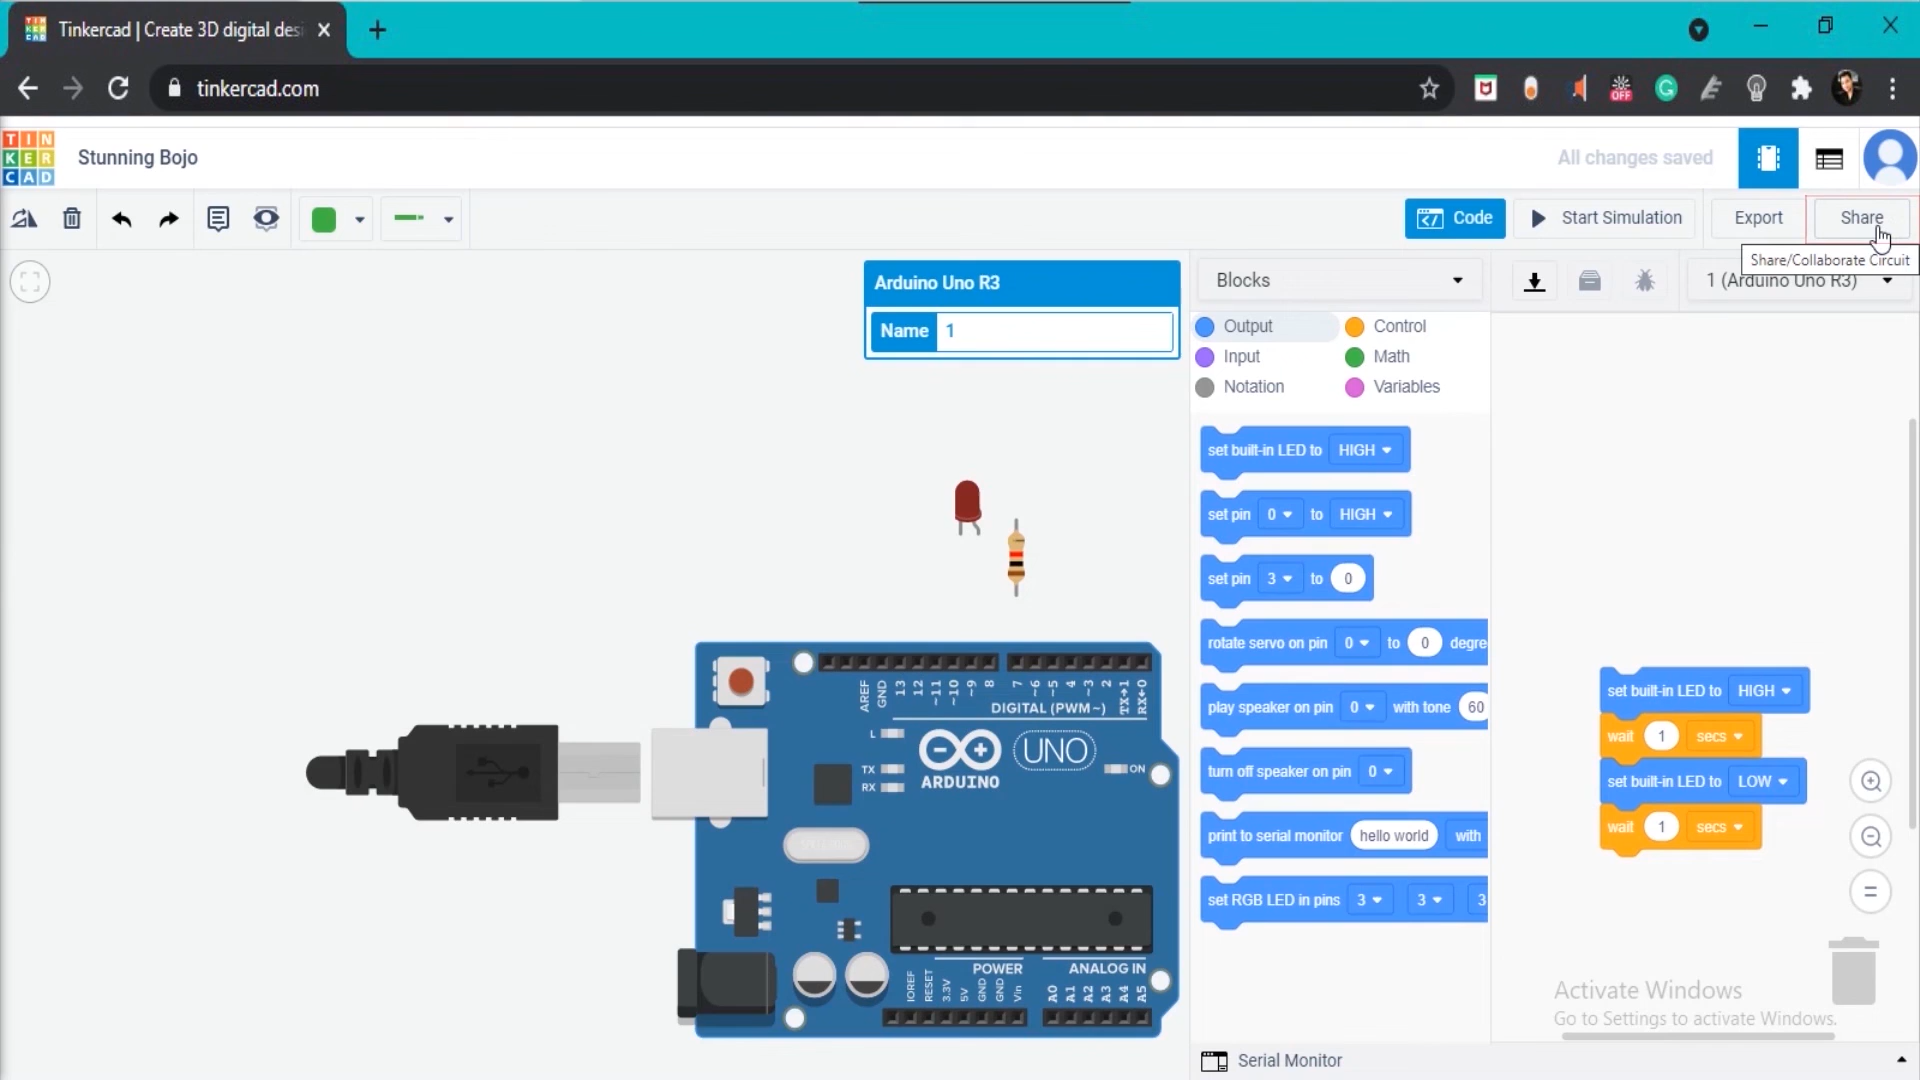 Tinkercad | Create 3D digital des
tinkercad.com
OFF
TIN
KER
CAD
Stunning Bojo
All changes saved
Code
Start Simulation
Export
Share
Share/Collaborate Circuit
Arduino Uno R3
Name 1
Blocks
1 (Arduino Uno R3)
Output
Control
Input
Math
Notation
Variables
set built-in LED to HIGH
set pin 0 to HIGH
set pin 3 to 0
rotate servo on pin 0 to 0 degre
play speaker on pin 0 with tone 60
turn off speaker on pin 0
print to serial monitor hello world with
set RGB LED in pins 3 3 3
set built-in LED to HIGH
wait 1 secs
set built-in LED to LOW
wait 1 secs
AREF GND 13 12 ~11 ~10 ~9 8 7 ~6 ~5 4 ~3 2 TX→1 RX←0
DIGITAL (PWM ~)
L
TX
RX
UNO
ARDUINO
ON
POWER
ANALOG IN
IOREF RESET 3.3V 5V GND GND Vin A0 A1 A2 A3 A4 A5
Activate Windows
Go to Settings to activate Windows.
Serial Monitor